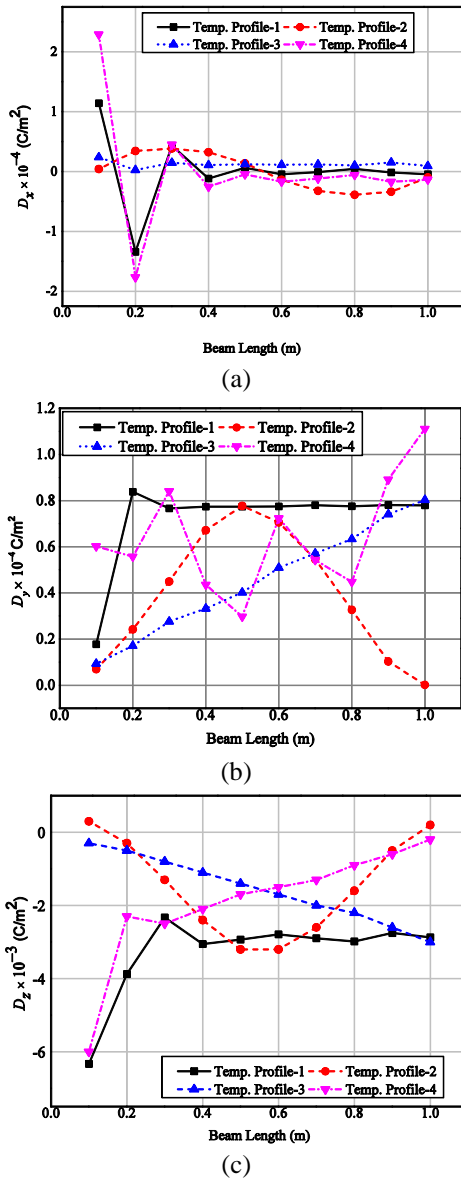 Temp. Profile-1 Temp. Profile-2
Temp. Profile-3 Temp. Profile-4
2
1
0
-1
-2
Dx × 10⁻⁴ (C/m²)
0.0 0.2 0.4 0.6 0.8 1.0
Beam Length (m)
(a)
Temp. Profile-1 Temp. Profile-2
Temp. Profile-3 Temp. Profile-4
1.2
1.0
0.8
0.6
0.4
0.2
0.0
Dy × 10⁻⁴ C/m²
0.0 0.2 0.4 0.6 0.8 1.0
Beam Length (m)
(b)
0
-2
-4
-6
Dz × 10⁻³ (C/m²)
Temp. Profile-1 Temp. Profile-2
Temp. Profile-3 Temp. Profile-4
0.0 0.2 0.4 0.6 0.8 1.0
Beam Length (m)
(c)